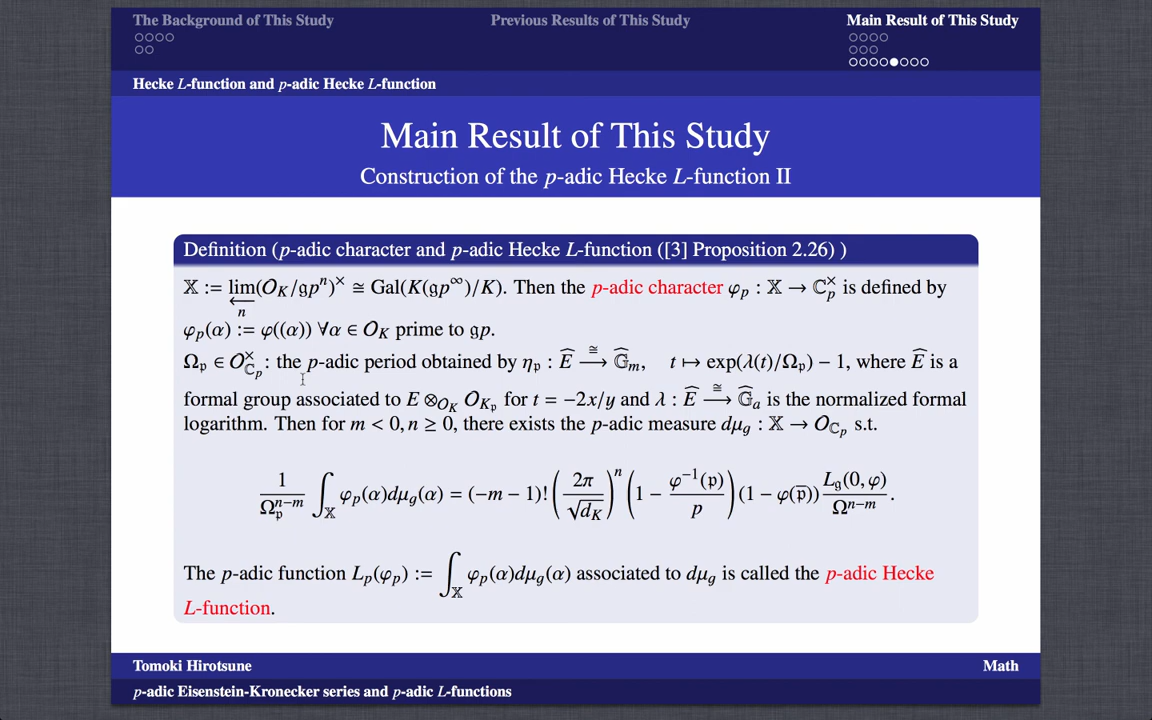 The Background of This Study Previous Results of This Study Main Result of This Study
Hecke L-function and p-adic Hecke L-function
Main Result of This Study
Construction of the p-adic Hecke L-function II
Definition (p-adic character and p-adic Hecke L-function ([3] Proposition 2.26) )
𝕏 := lim←n (O_K/𝔤p^n)^× ≅ Gal(K(𝔤p^∞)/K). Then the p-adic character φ_p : 𝕏 → ℂ_p^× is defined by
φ_p(α) := φ((α)) ∀α ∈ O_K prime to 𝔤p.
Ω_𝔭 ∈ O_{ℂ_p}^× : the p-adic period obtained by η_𝔭 : Ê ≅→ 𝔾̂_m, t ↦ exp(λ(t)/Ω_𝔭) − 1, where Ê is a
formal group associated to E ⊗_{O_K} O_{K_𝔭} for t = −2x/y and λ : Ê ≅→ 𝔾̂_a is the normalized formal
logarithm. Then for m < 0, n ≥ 0, there exists the p-adic measure dμ_g : 𝕏 → O_{ℂ_p} s.t.
1/Ω_𝔭^{n−m} ∫_𝕏 φ_p(α)dμ_g(α) = (−m − 1)! (2π/√d_K)^n (1 − φ^{−1}(𝔭)/p) (1 − φ(𝔭̅)) L_𝔤(0, φ)/Ω^{n−m}.
The p-adic function L_p(φ_p) := ∫_𝕏 φ_p(α)dμ_g(α) associated to dμ_g is called the p-adic Hecke
L-function.
Tomoki Hirotsune Math
p-adic Eisenstein-Kronecker series and p-adic L-functions